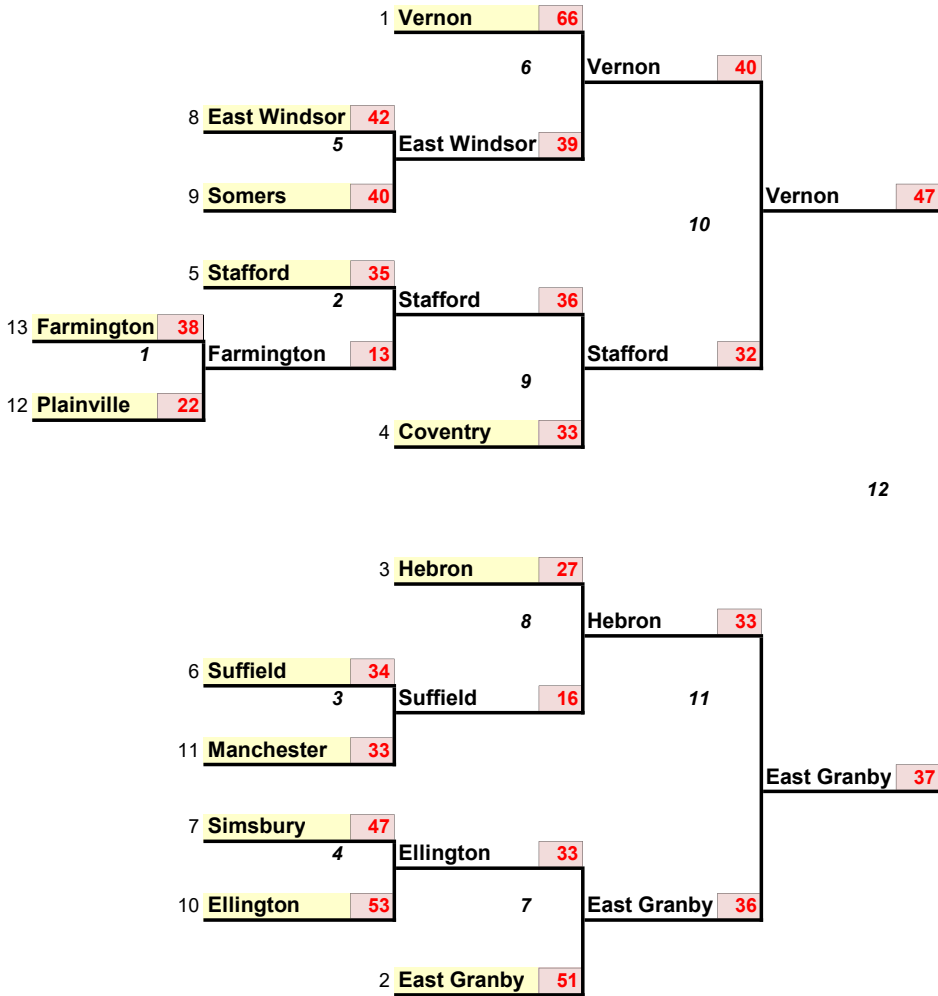 1 Vernon 66
6 Vernon 40
8 East Windsor 42
5 East Windsor 39
9 Somers 40
Vernon 47
10
5 Stafford 35
2 Stafford 36
13 Farmington 38
1 Farmington 13
Stafford 32
9
12 Plainville 22
4 Coventry 33
12
3 Hebron 27
8 Hebron 33
6 Suffield 34
3 Suffield 16
11
11 Manchester 33
East Granby 37
7 Simsbury 47
4 Ellington 33
10 Ellington 53
7 East Granby 36
2 East Granby 51